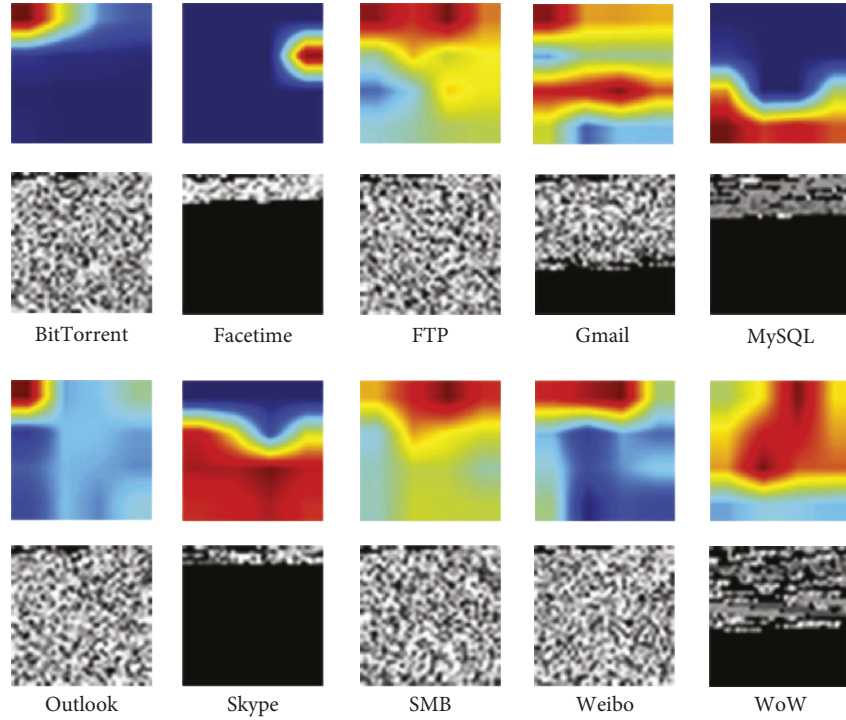 BitTorrent
Facetime
FTP
Gmail
MySQL
Outlook
Skype
SMB
Weibo
WoW